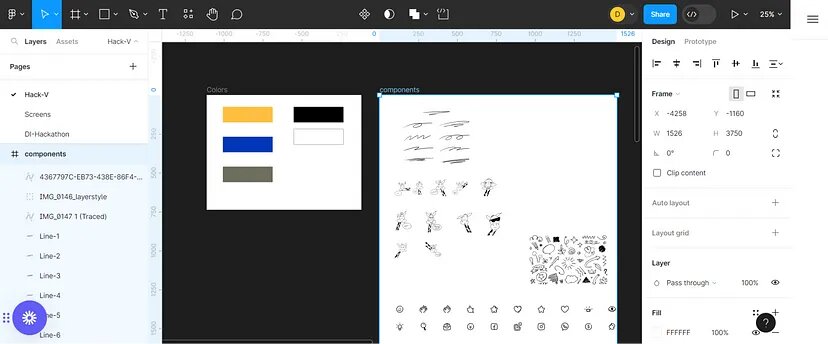 D
Share
25%
Layers Assets Hack-V
Pages
Hack-V
Screens
DI-Hackathon
components
4367797C-EB73-438E-86F4-...
IMG_0146_layerstyle
IMG_0147 1 (Traced)
Line-1
Line-2
Line-3
Line-4
-5
Line-6
-1000 -750 -500 -250 0 250 500 750 1000 1250 1526
0
250
500
750
1000
1250
1500
Colors
components
Design Prototype
Frame
X -4258 Y -1160
W 1526 H 3750
0° 0
Clip content
Auto layout
Layout grid
Layer
Pass through 100%
Fill
FFFFFF 100%
?